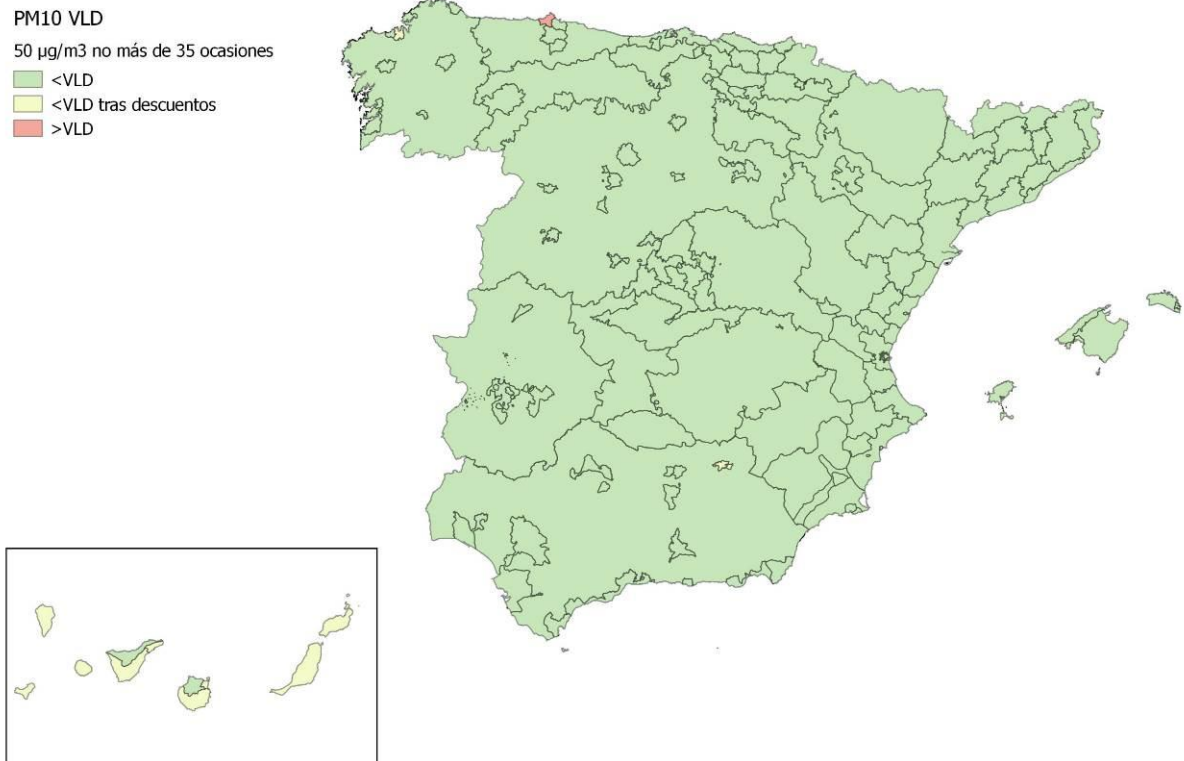 PM10 VLD
50 µg/m3 no más de 35 ocasiones
<VLD
<VLD tras descuentos
>VLD